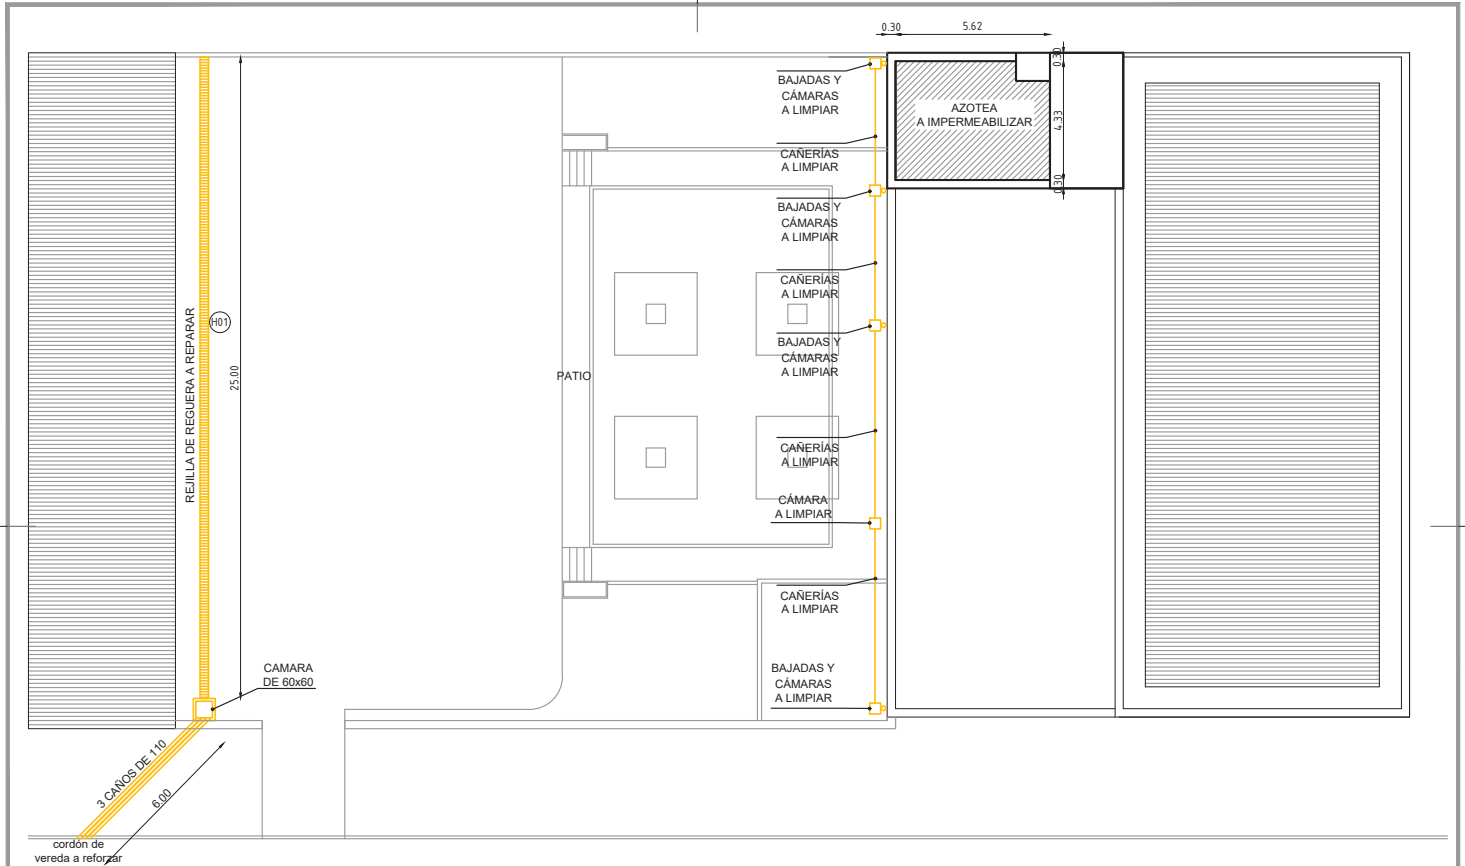 0.30
5.62
BAJADAS Y
CÁMARAS
A LIMPIAR
AZOTEA
A IMPERMEABILIZAR
0.30
4.33
0.30
CAÑERÍAS
A LIMPIAR
BAJADAS Y
CÁMARAS
A LIMPIAR
CAÑERÍAS
A LIMPIAR
BAJADAS Y
CÁMARAS
A LIMPIAR
REJILLA DE REGUERA A REPARAR
H01
25.00
PATIO
CAÑERÍAS
A LIMPIAR
CÁMARA
A LIMPIAR
CAÑERÍAS
A LIMPIAR
CAMARA
DE 60x60
BAJADAS Y
CÁMARAS
A LIMPIAR
3 CAÑOS DE 110
6.00
cordón de
vereda a reforzar